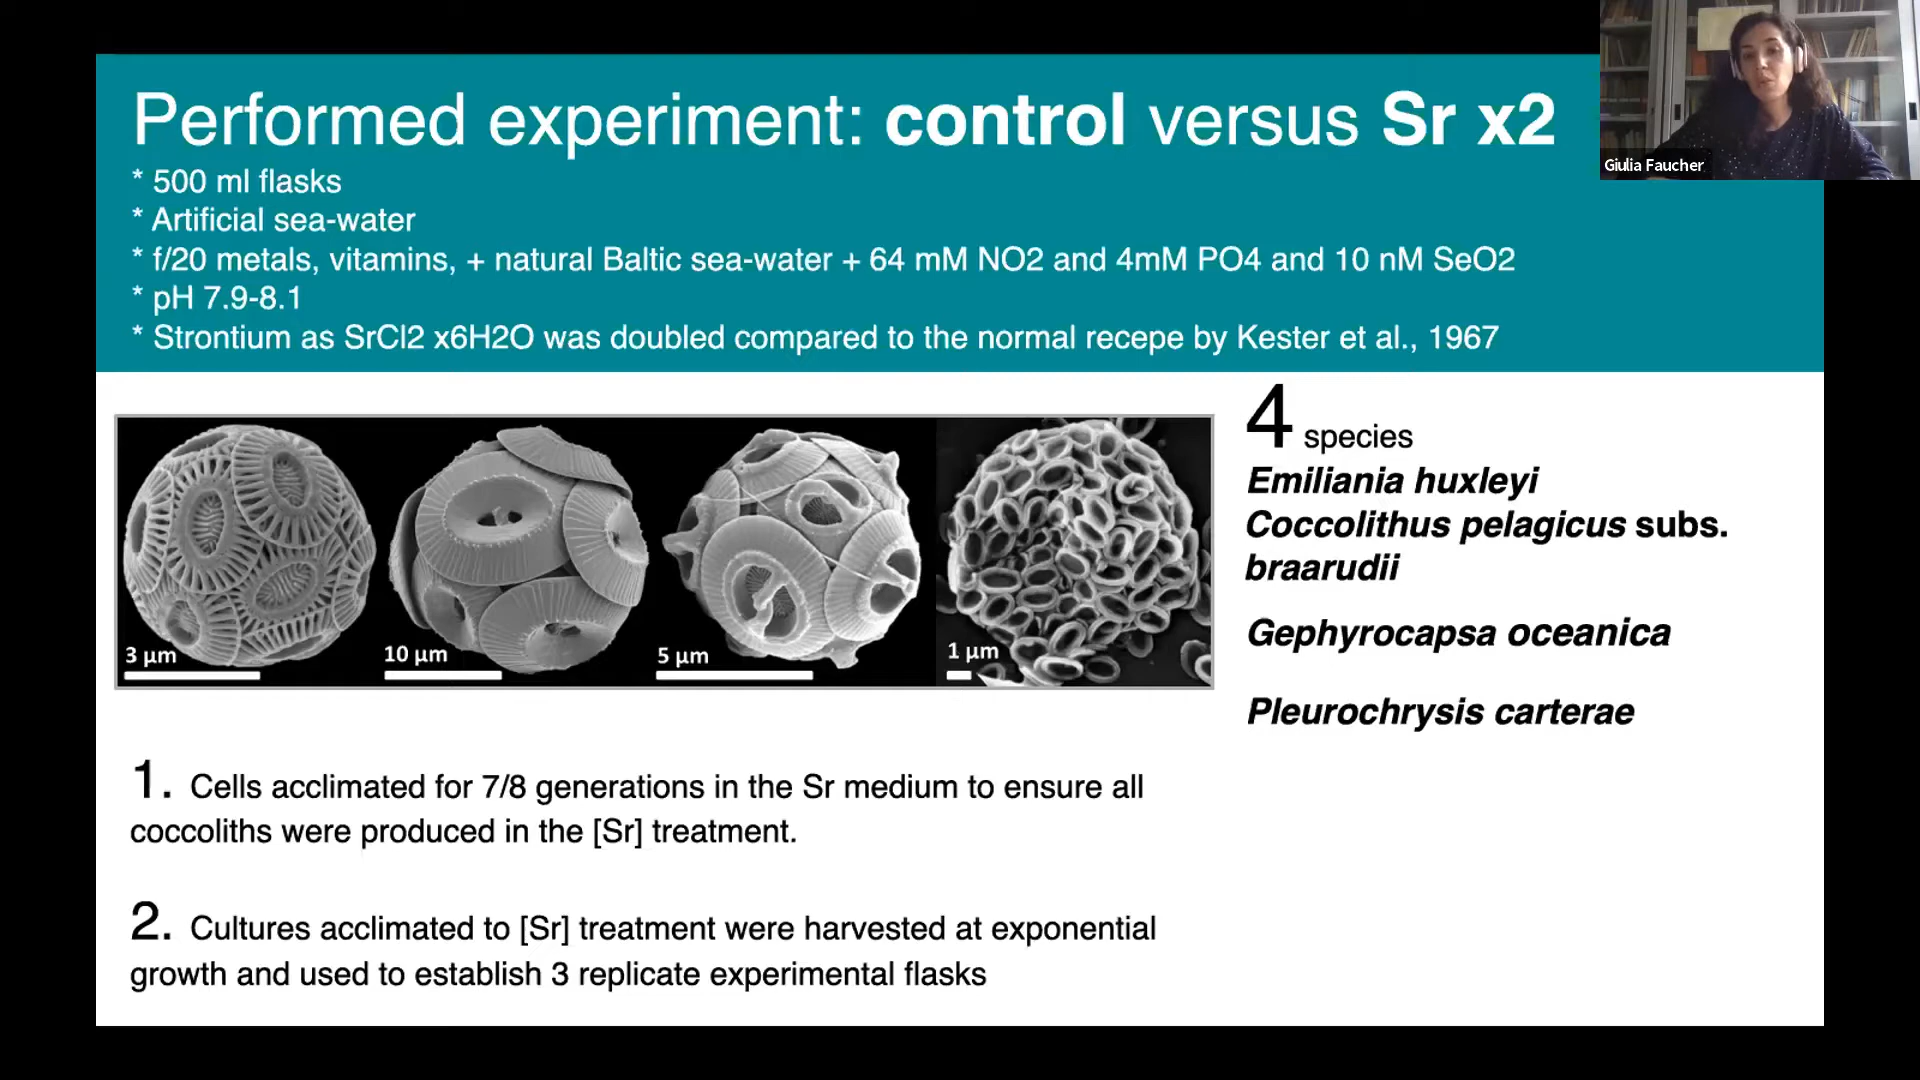 Performed experiment: control versus Sr x2
* 500 ml flasks
* Artificial sea-water
* f/20 metals, vitamins, + natural Baltic sea-water + 64 mM NO2 and 4mM PO4 and 10 nM SeO2
* pH 7.9-8.1
* Strontium as SrCl2 x6H2O was doubled compared to the normal recepe by Kester et al., 1967
Giulia Faucher
3 µm
10 µm
5 µm
1 µm
4 species
Emiliania huxleyi
Coccolithus pelagicus subs.
braarudii
Gephyrocapsa oceanica
Pleurochrysis carterae
1. Cells acclimated for 7/8 generations in the Sr medium to ensure all
coccoliths were produced in the [Sr] treatment.
2. Cultures acclimated to [Sr] treatment were harvested at exponential
growth and used to establish 3 replicate experimental flasks